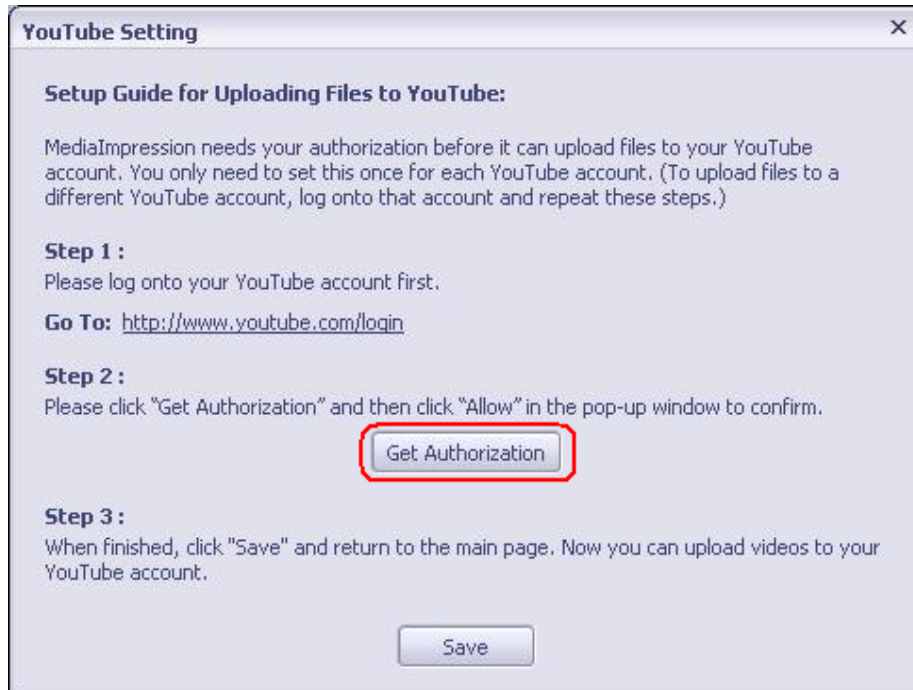 YouTube Setting
Setup Guide for Uploading Files to YouTube:
MediaImpression needs your authorization before it can upload files to your YouTube
account. You only need to set this once for each YouTube account. (To upload files to a
different YouTube account, log onto that account and repeat these steps.)
Step 1 :
Please log onto your YouTube account first.
Go To: http://www.youtube.com/login
Step 2 :
Please click “Get Authorization” and then click “Allow” in the pop-up window to confirm.
Get Authorization
Step 3 :
When finished, click "Save" and return to the main page. Now you can upload videos to your
YouTube account.
Save